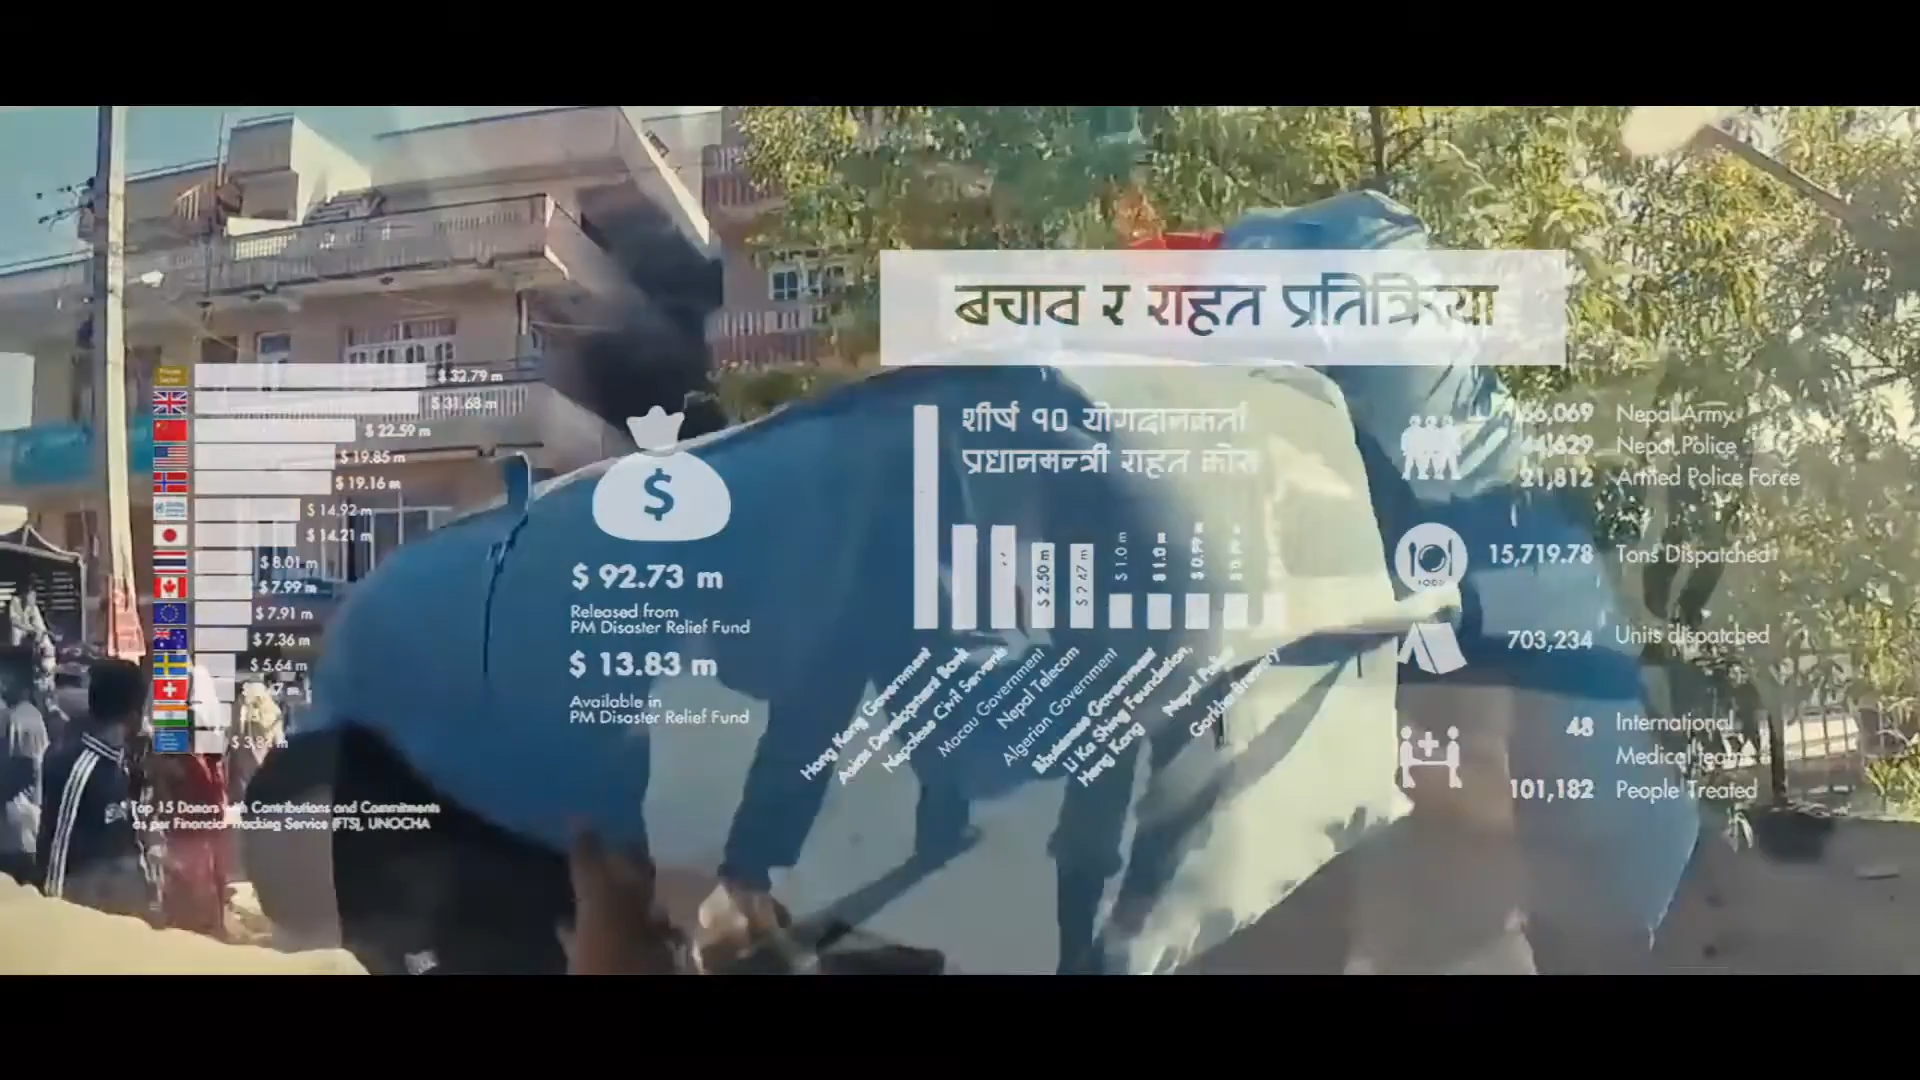 बचाव र राहत प्रतिक्रिया
$ 32.79 m
$ 31.68 m
$ 22.59 m
$ 19.85 m
$ 19.16 m
$ 14.92 m
$ 14.21 m
$ 8.01 m
$ 7.99 m
$ 7.91 m
$ 7.36 m
$ 5.64 m
* Top 15 Donors with Contributions and Commitments
as per Financial Tracking Service (FTS), UNOCHA
$
$ 92.73 m
Released from
PM Disaster Relief Fund
$ 13.83 m
Available in
PM Disaster Relief Fund
शीर्ष १० योगदानकर्ता
प्रधानमन्त्री राहत कोस
$ 2.50 m
$ 2.47 m
$ 1.0 m
$ 1.0 m
Hong Kong Government
Asian Development Bank
Nepalese Civil Servants
Macau Government
Nepal Telecom
Algerian Government
Bhutanese Government
Li Ka Shing Foundation,
Hong Kong
Nepal
66,069 Nepal Army
44,629 Nepal Police
21,812 Armed Police Force
FOOD
15,719.78 Tons Dispatched
703,234 Units dispatched
48 International
Medical Teams
101,182 People Treated